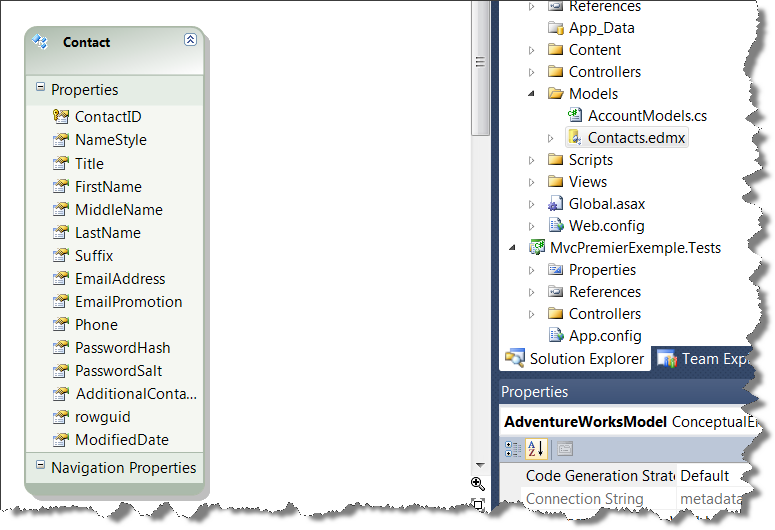 Contact
Properties
ContactID
NameStyle
Title
FirstName
MiddleName
LastName
Suffix
EmailAddress
EmailPromotion
Phone
PasswordHash
PasswordSalt
AdditionalConta...
rowguid
ModifiedDate
Navigation Properties
References
App_Data
Content
Controllers
Models
AccountModels.cs
Contacts.edmx
Scripts
Views
Global.asax
Web.config
MvcPremierExemple.Tests
Properties
References
Controllers
App.config
Solution Explorer Team Exp
Properties
AdventureWorksModel ConceptualE
Code Generation Strate Default
Connection String metadata